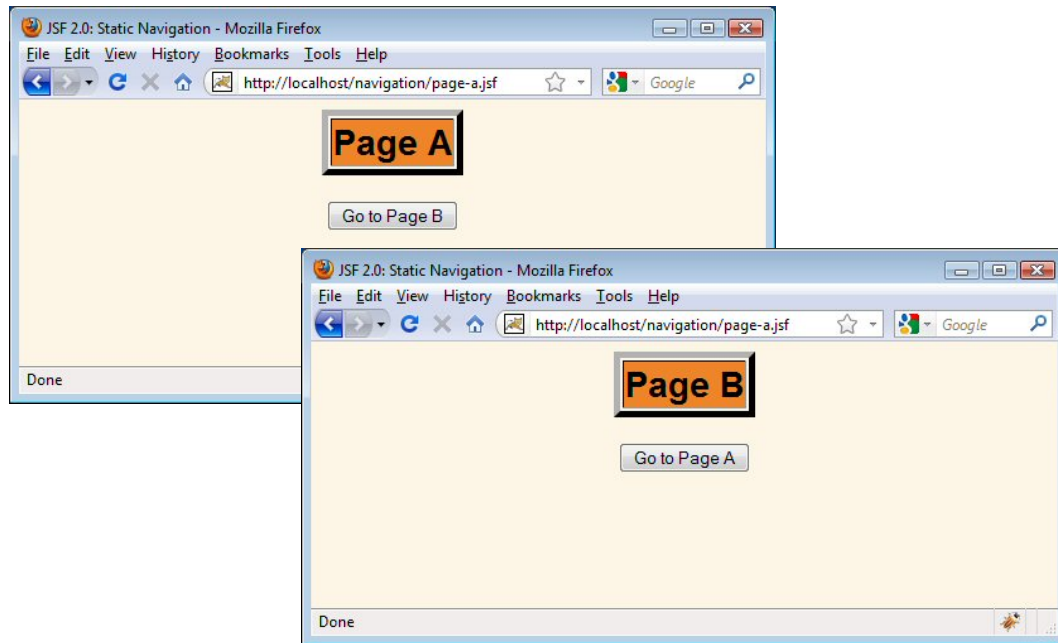 JSF 2.0: Static Navigation - Mozilla Firefox
File Edit View History Bookmarks Tools Help
http://localhost/navigation/page-a.jsf Google
Page A
Go to Page B
Done
JSF 2.0: Static Navigation - Mozilla Firefox
File Edit View History Bookmarks Tools Help
http://localhost/navigation/page-a.jsf Google
Page B
Go to Page A
Done